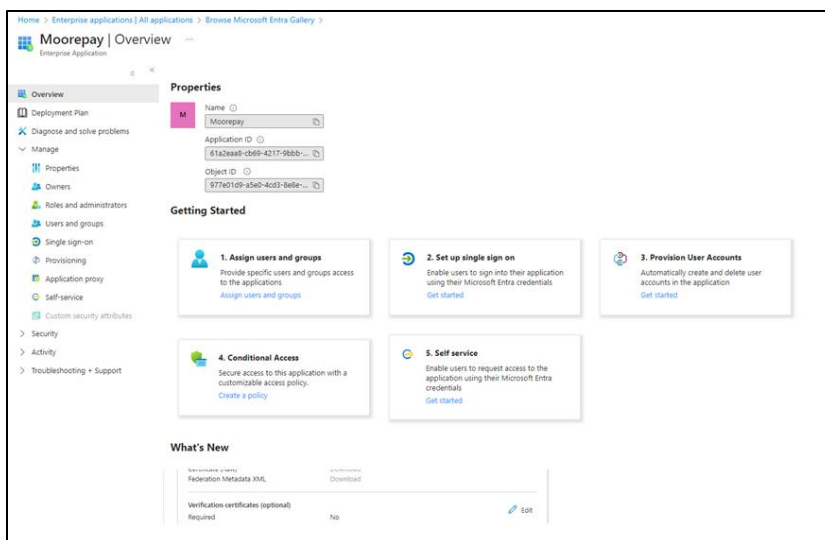 Home > Enterprise applications | All applications > Browse Microsoft Entra Gallery >
Moorepay | Overview ...
Enterprise Application
Overview
Deployment Plan
Diagnose and solve problems
Manage
Properties
Owners
Roles and administrators
Users and groups
Single sign-on
Provisioning
Application proxy
Self-service
Custom security attributes
Security
Activity
Troubleshooting + Support
Properties
M
Name
Moorepay
Application ID
61a2eaa8-cb69-4217-9bbb-...
Object ID
977e01d9-a5e0-4cd3-8e8e-...
Getting Started
1. Assign users and groups
Provide specific users and groups access
to the applications
Assign users and groups
2. Set up single sign on
Enable users to sign into their application
using their Microsoft Entra credentials
Get started
3. Provision User Accounts
Automatically create and delete user
accounts in the application
Get started
4. Conditional Access
Secure access to this application with a
customizable access policy.
Create a policy
5. Self service
Enable users to request access to the
application using their Microsoft Entra
credentials
Get started
What's New
Federation Metadata XML Download
Verification certificates (optional)
Edit
Required No